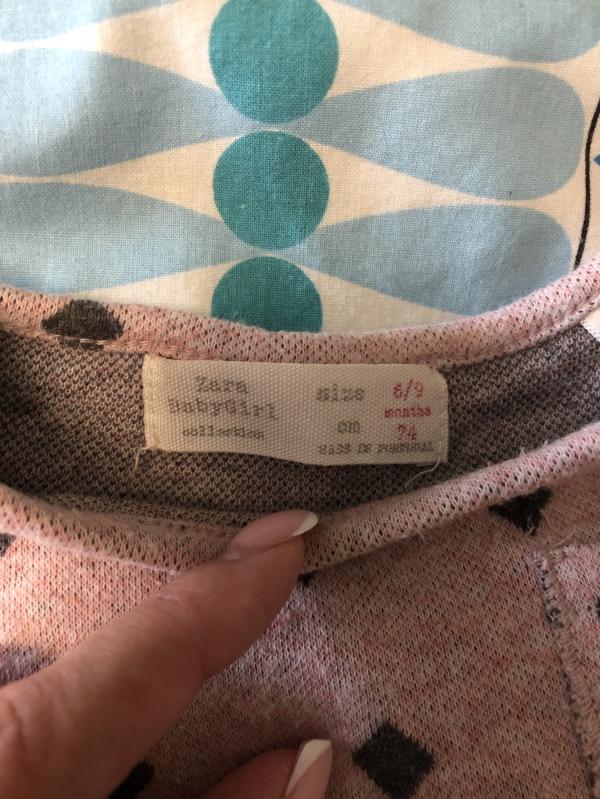 Zara
BabyGirl
collection
size 6/9
months
cm 74
MADE IN PORTUGAL